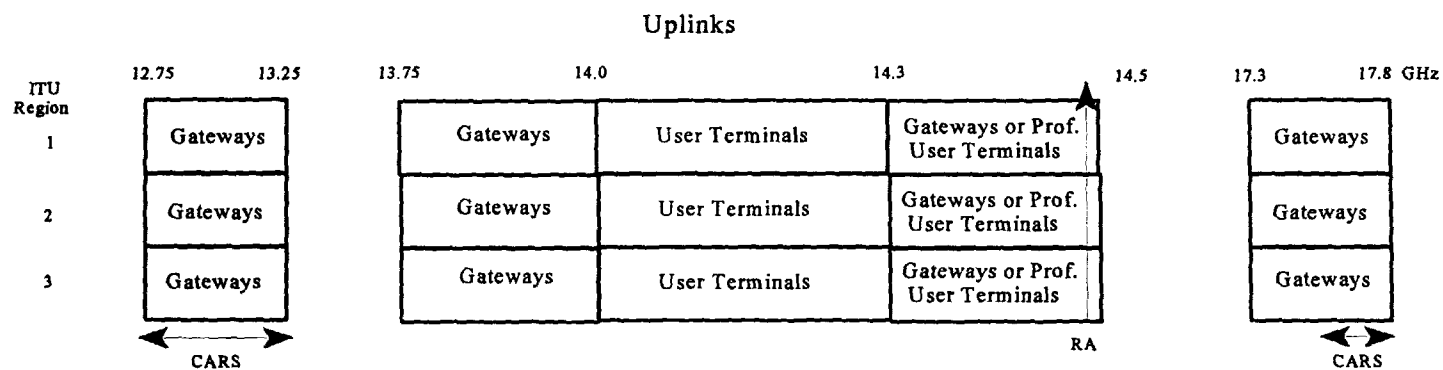 Uplinks
12.75 13.25 13.75 14.0 14.3 14.5 17.3 17.8 GHz
ITU
Region
1 Gateways Gateways User Terminals Gateways or Prof. User Terminals Gateways
2 Gateways Gateways User Terminals Gateways or Prof. User Terminals Gateways
3 Gateways Gateways User Terminals Gateways or Prof. User Terminals Gateways
CARS RA CARS